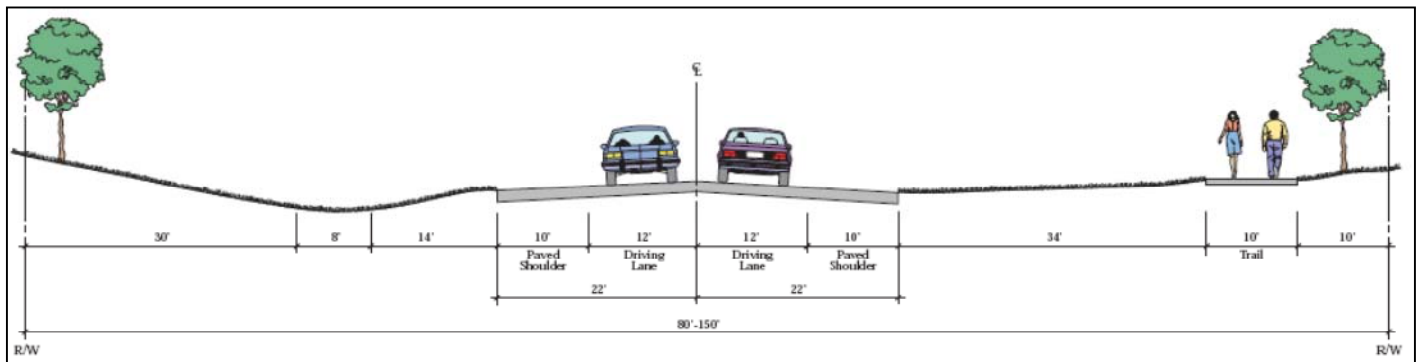 ℄
30'
8'
14'
10'
12'
12'
10'
34'
10'
10'
Paved
Shoulder
Driving
Lane
Driving
Lane
Paved
Shoulder
Trail
22'
22'
80'-150'
R/W
R/W